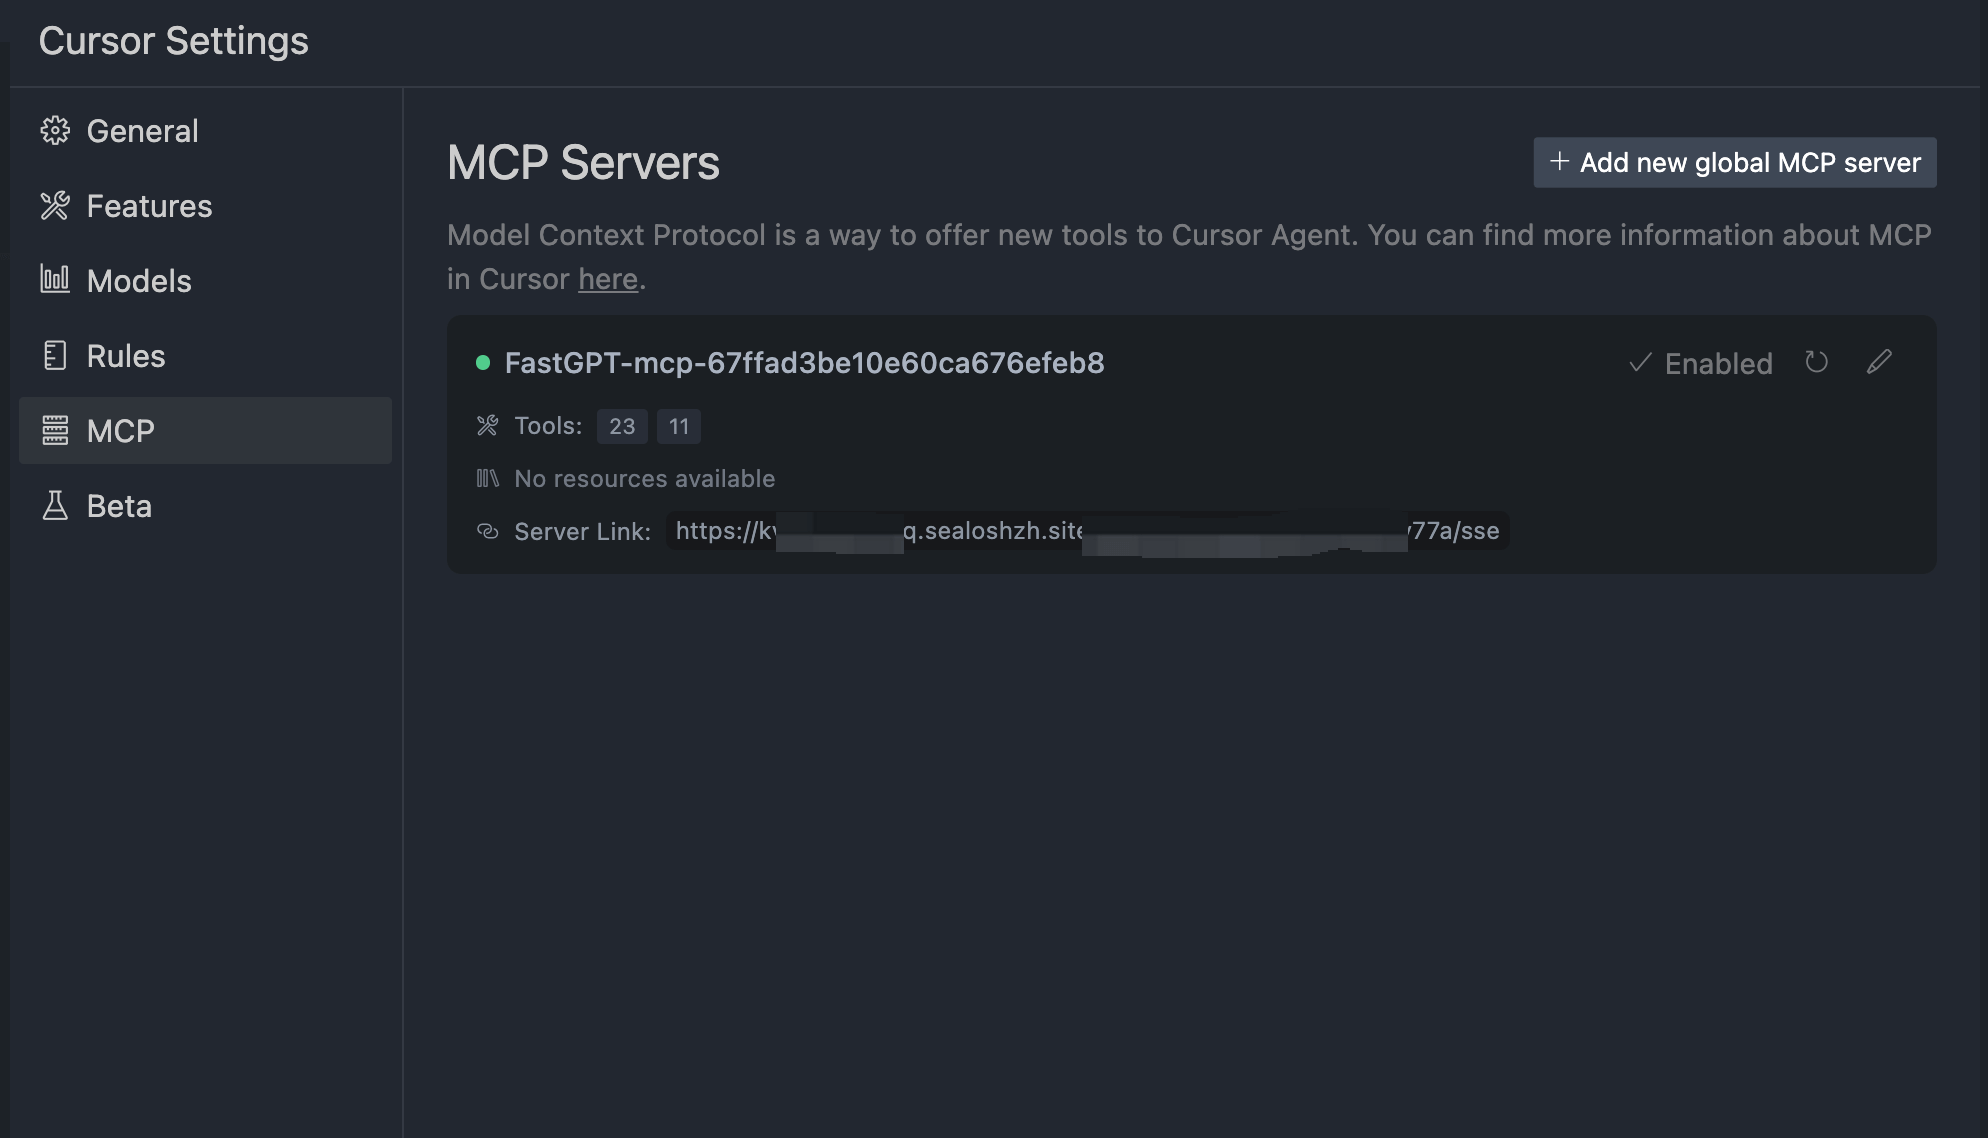 Cursor Settings
General
Features
Models
Rules
MCP
Beta
MCP Servers
+ Add new global MCP server
Model Context Protocol is a way to offer new tools to Cursor Agent. You can find more information about MCP
in Cursor here.
FastGPT-mcp-67ffad3be10e60ca676efeb8
Enabled
Tools: 23 11
No resources available
Server Link: https://k q.sealoshzh.site 77a/sse